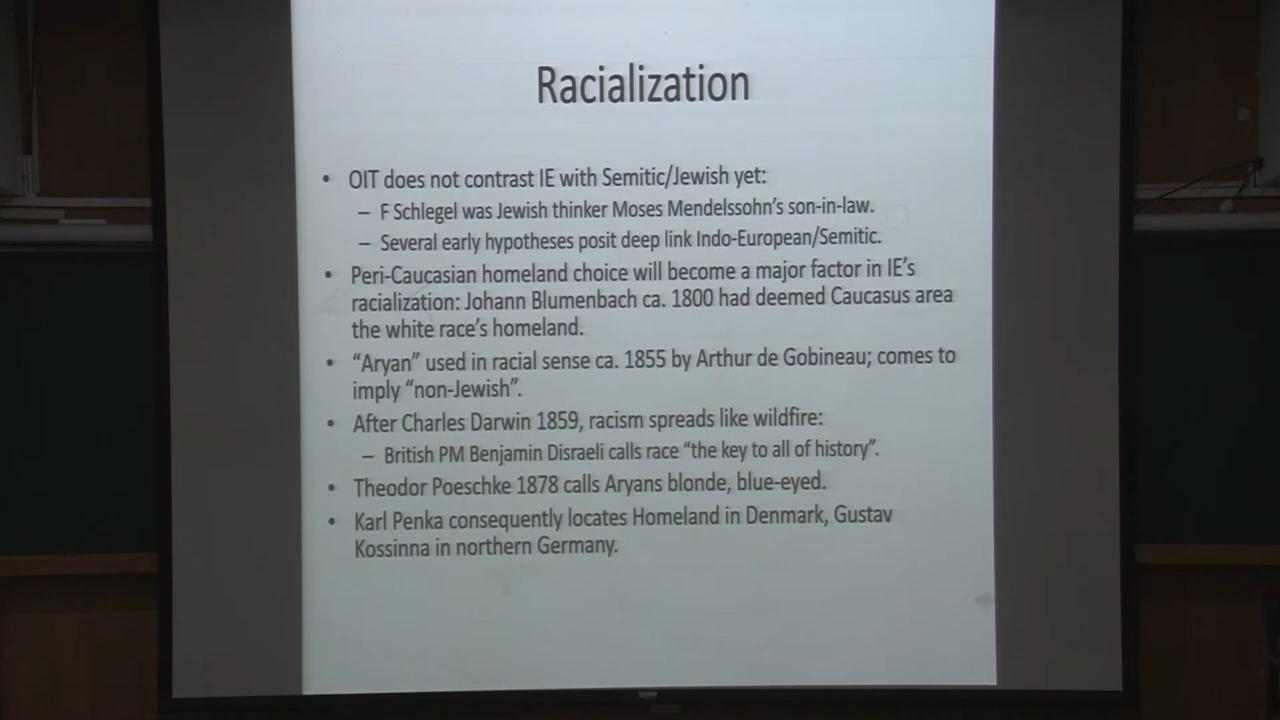 Racialization
• OIT does not contrast IE with Semitic/Jewish yet:
– F Schlegel was Jewish thinker Moses Mendelssohn's son-in-law.
– Several early hypotheses posit deep link Indo-European/Semitic.
• Peri-Caucasian homeland choice will become a major factor in IE's
racialization: Johann Blumenbach ca. 1800 had deemed Caucasus area
the white race's homeland.
• "Aryan" used in racial sense ca. 1855 by Arthur de Gobineau; comes to
imply "non-Jewish".
• After Charles Darwin 1859, racism spreads like wildfire:
– British PM Benjamin Disraeli calls race "the key to all of history".
• Theodor Poeschke 1878 calls Aryans blonde, blue-eyed.
• Karl Penka consequently locates Homeland in Denmark, Gustav
Kossinna in northern Germany.